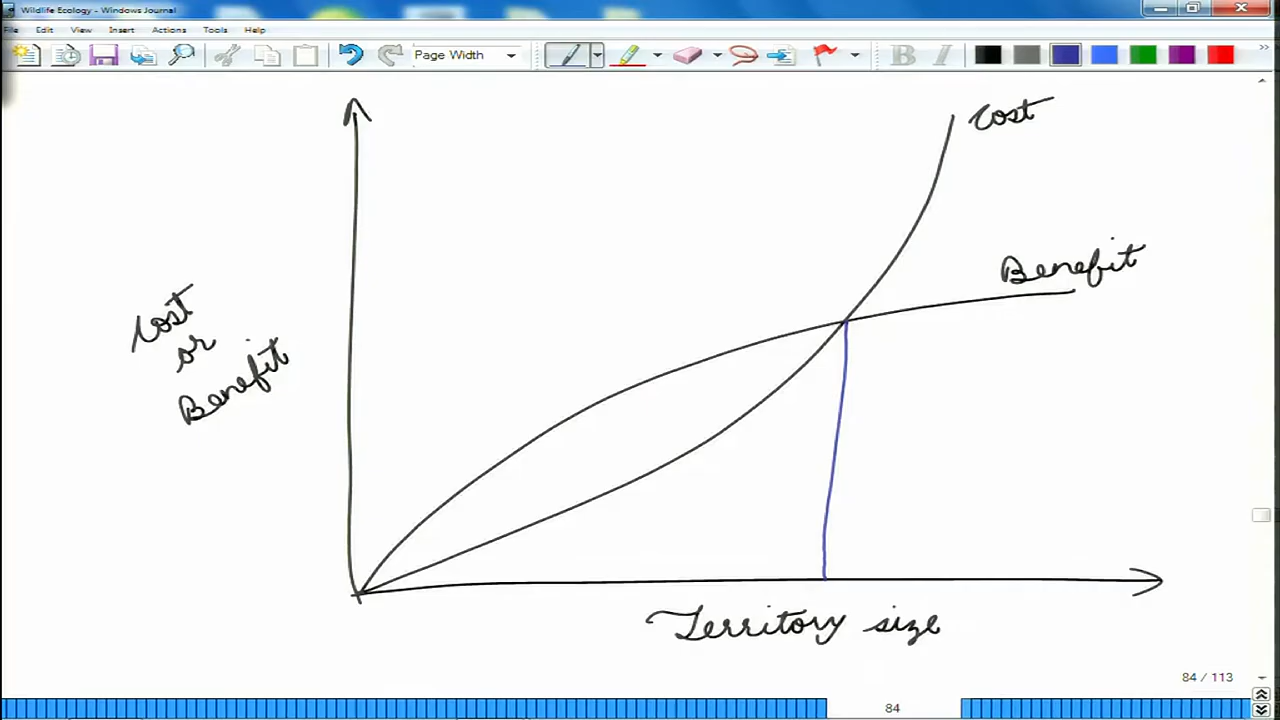 Wildlife Ecology - Windows Journal
File Edit View Insert Actions Tools Help
Page Width
B I
Cost
Benefit
Cost
or
Benefit
Territory size
84 / 113
84